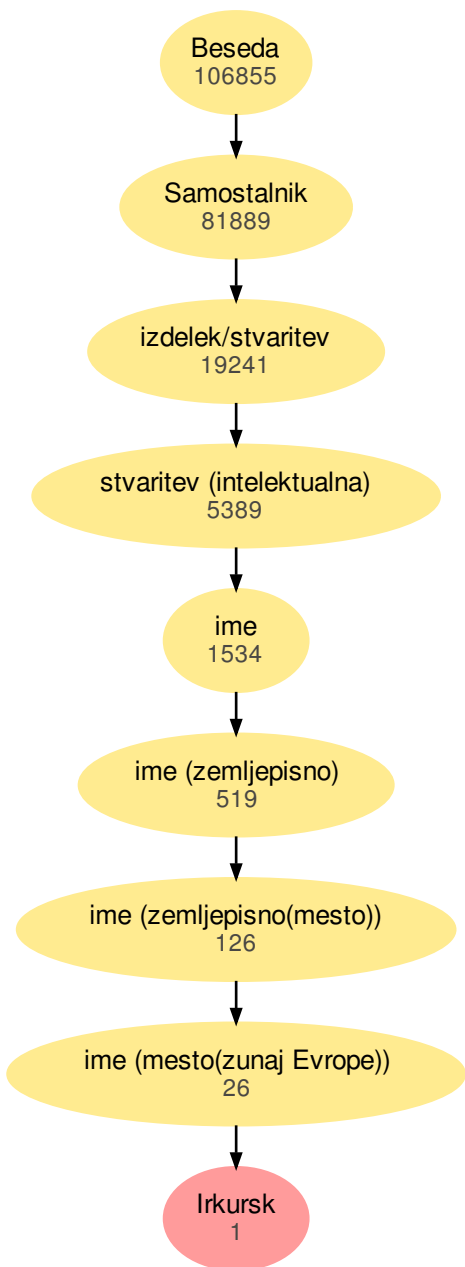 Beseda
106855
Samostalnik
81889
izdelek/stvaritev
19241
stvaritev (intelektualna)
5389
ime
1534
ime (zemljepisno)
519
ime (zemljepisno(mesto))
126
ime (mesto(zunaj Evrope))
26
Irkursk
1